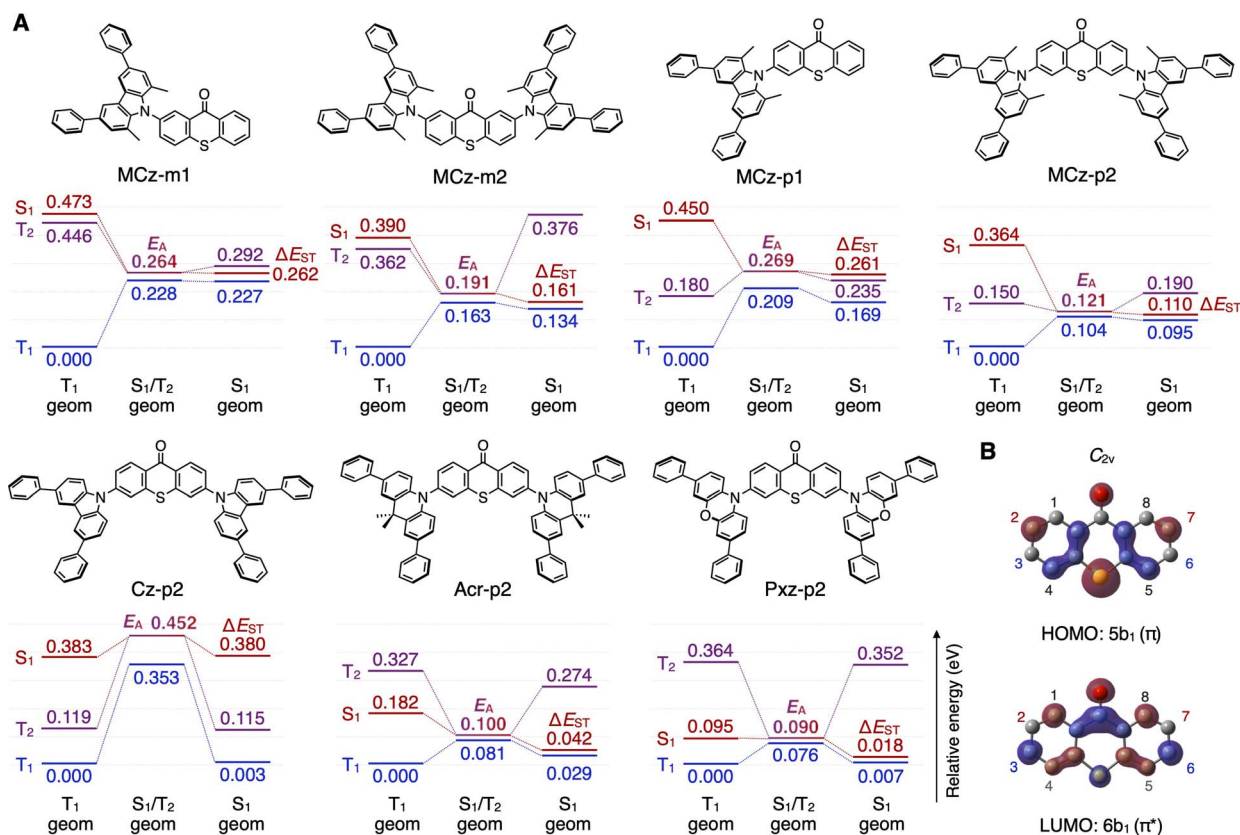 A
O
N
S
MCz-m1
O
N
S
N
MCz-m2
O
N
S
MCz-p1
O
N
S
N
MCz-p2
S1 0.473
T2 0.446
EA
0.264
0.228
0.292
ΔEST
0.262
0.227
T1 0.000
T1 geom
S1/T2 geom
S1 geom
S1 0.390
T2 0.362
EA
0.191
0.163
0.376
ΔEST
0.161
0.134
T1 0.000
T1 geom
S1/T2 geom
S1 geom
S1 0.450
T2 0.180
EA
0.269
0.209
ΔEST
0.261
0.235
0.169
T1 0.000
T1 geom
S1/T2 geom
S1 geom
S1 0.364
T2 0.150
EA
0.121
0.104
0.190
0.110 ΔEST
0.095
T1 0.000
T1 geom
S1/T2 geom
S1 geom
O
N
S
N
Cz-p2
O
N
S
N
Acr-p2
O
N
S
N
O
O
Pxz-p2
S1 0.383
T2 0.119
EA 0.452
0.353
ΔEST
0.380
0.115
T1 0.000
0.003
T1 geom
S1/T2 geom
S1 geom
T2 0.327
S1 0.182
EA
0.100
0.081
0.274
ΔEST
0.042
0.029
T1 0.000
T1 geom
S1/T2 geom
S1 geom
T2 0.364
S1 0.095
EA
0.090
0.076
0.352
ΔEST
0.018
0.007
T1 0.000
T1 geom
S1/T2 geom
S1 geom
Relative energy (eV)
B
C2v
1 8
2 7
3 6
4 5
HOMO: 5b1 (π)
1 8
2 7
3 6
4 5
LUMO: 6b1 (π*)